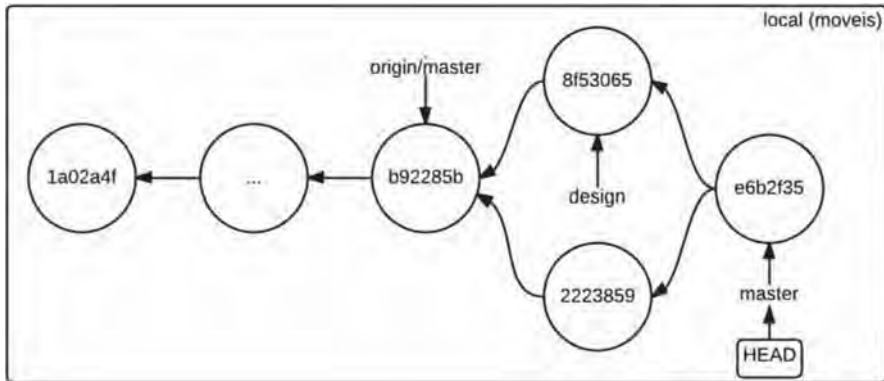 local (moveis)
origin/master
8f53065
1a02a4f
...
b92285b
design
e6b2f35
2223859
master
HEAD